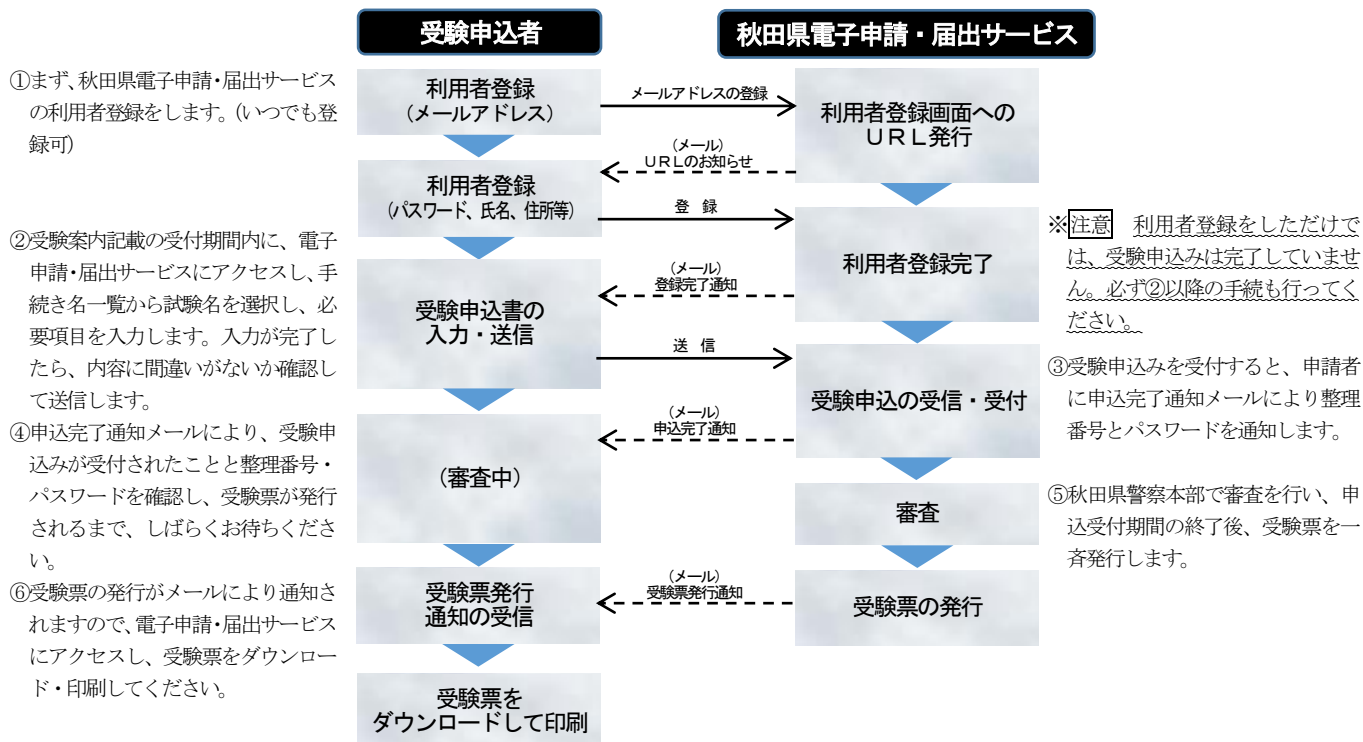 受験申込者
秋田県電子申請・届出サービス
①まず、秋田県電子申請・届出サービス
の利用者登録をします。(いつでも登
録可)
利用者登録
（メールアドレス）
メールアドレスの登録
利用者登録画面への
ＵＲＬ発行
（メール）
ＵＲＬのお知らせ
利用者登録
（パスワード、氏名、住所等）
登 録
利用者登録完了
※注意　利用者登録をしただけで
は、受験申込みは完了していませ
ん。必ず②以降の手続も行ってく
ださい。
②受験案内記載の受付期間内に、電子
申請・届出サービスにアクセスし、手
続き名一覧から試験名を選択し、必
要項目を入力します。入力が完了し
たら、内容に間違いがないか確認し
て送信します。
（メール）
登録完了通知
受験申込書の
入力・送信
送 信
受験申込の受信・受付
③受験申込みを受付すると、申請者
に申込完了通知メールにより整理
番号とパスワードを通知します。
（メール）
申込完了通知
④申込完了通知メールにより、受験申
込みが受付されたことと整理番号・
パスワードを確認し、受験票が発行
されるまで、しばらくお待ちくださ
い。
（審査中）
審査
⑤秋田県警察本部で審査を行い、申
込受付期間の終了後、受験票を一
斉発行します。
⑥受験票の発行がメールにより通知さ
れますので、電子申請・届出サービス
にアクセスし、受験票をダウンロー
ド・印刷してください。
受験票発行
通知の受信
（メール）
受験票発行通知
受験票の発行
受験票を
ダウンロードして印刷